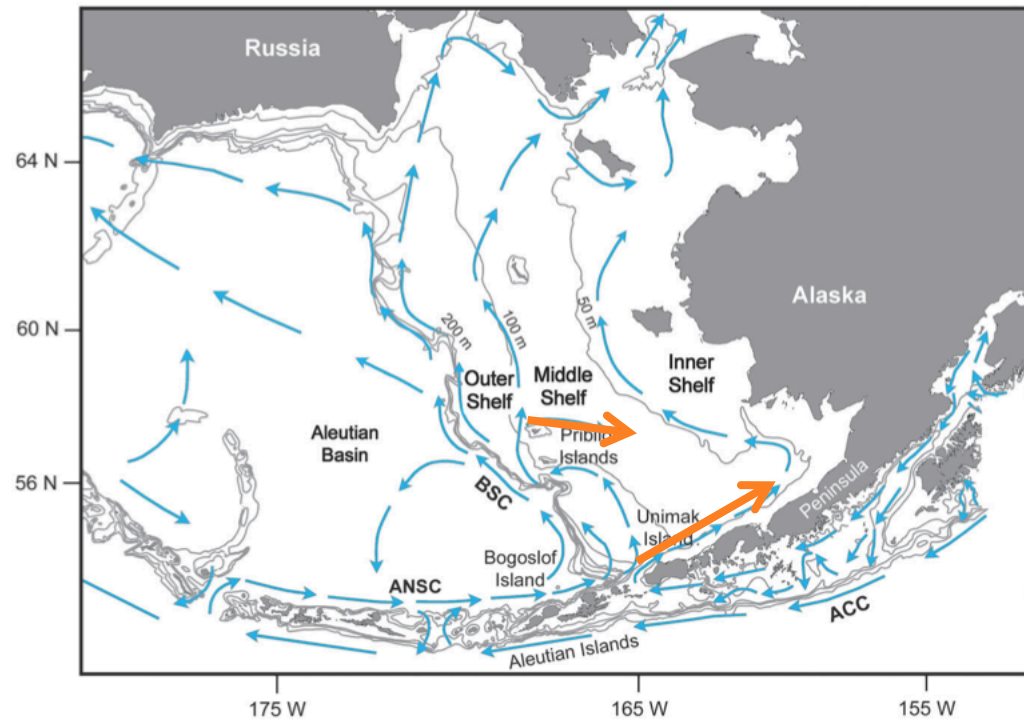 Russia
64 N
Alaska
60 N
50 m
100 m
200 m
Inner
Shelf
Outer
Shelf
Middle
Shelf
Aleutian
Basin
Islands
56 N
BSC
Peninsula
Unimak
Island
Bogoslof
Island
ANSC
ACC
Aleutian Islands
175 W
165 W
155 W